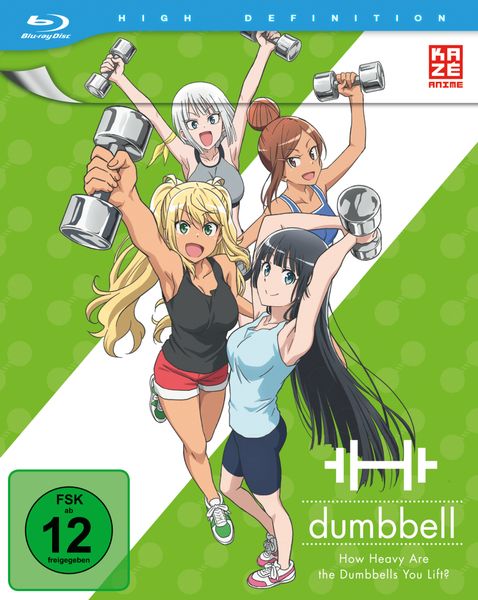 Blu-ray Disc
HIGH DEFINITION
KAZÉ
ANIME
FSK
ab
12
freigegeben
dumbbell
How Heavy Are
the Dumbbells You Lift?